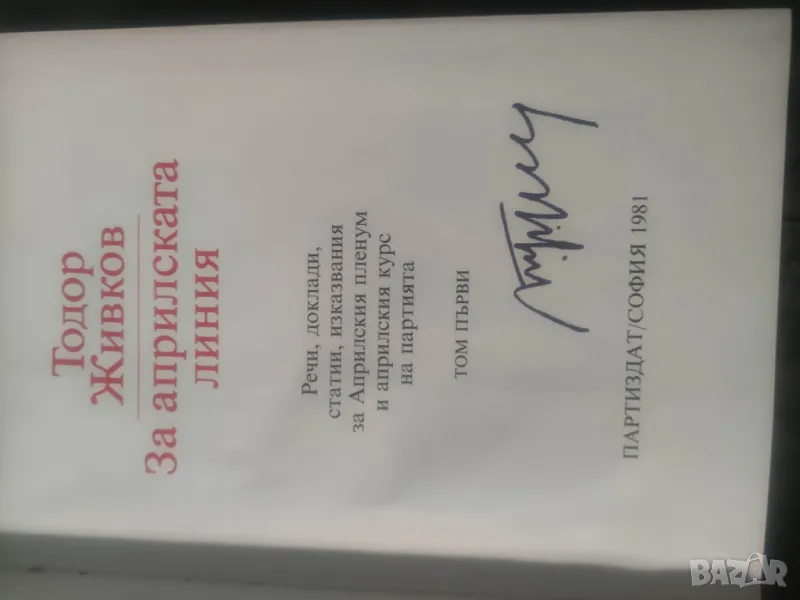 Тодор
Живков
За априлската
линия
Речи, доклади,
статии, изказвания
за Априлския пленум
и априлския курс
на партията
ТОМ ПЪРВИ
ПАРТИЗДАТ/СОФИЯ 1981
BAZAR